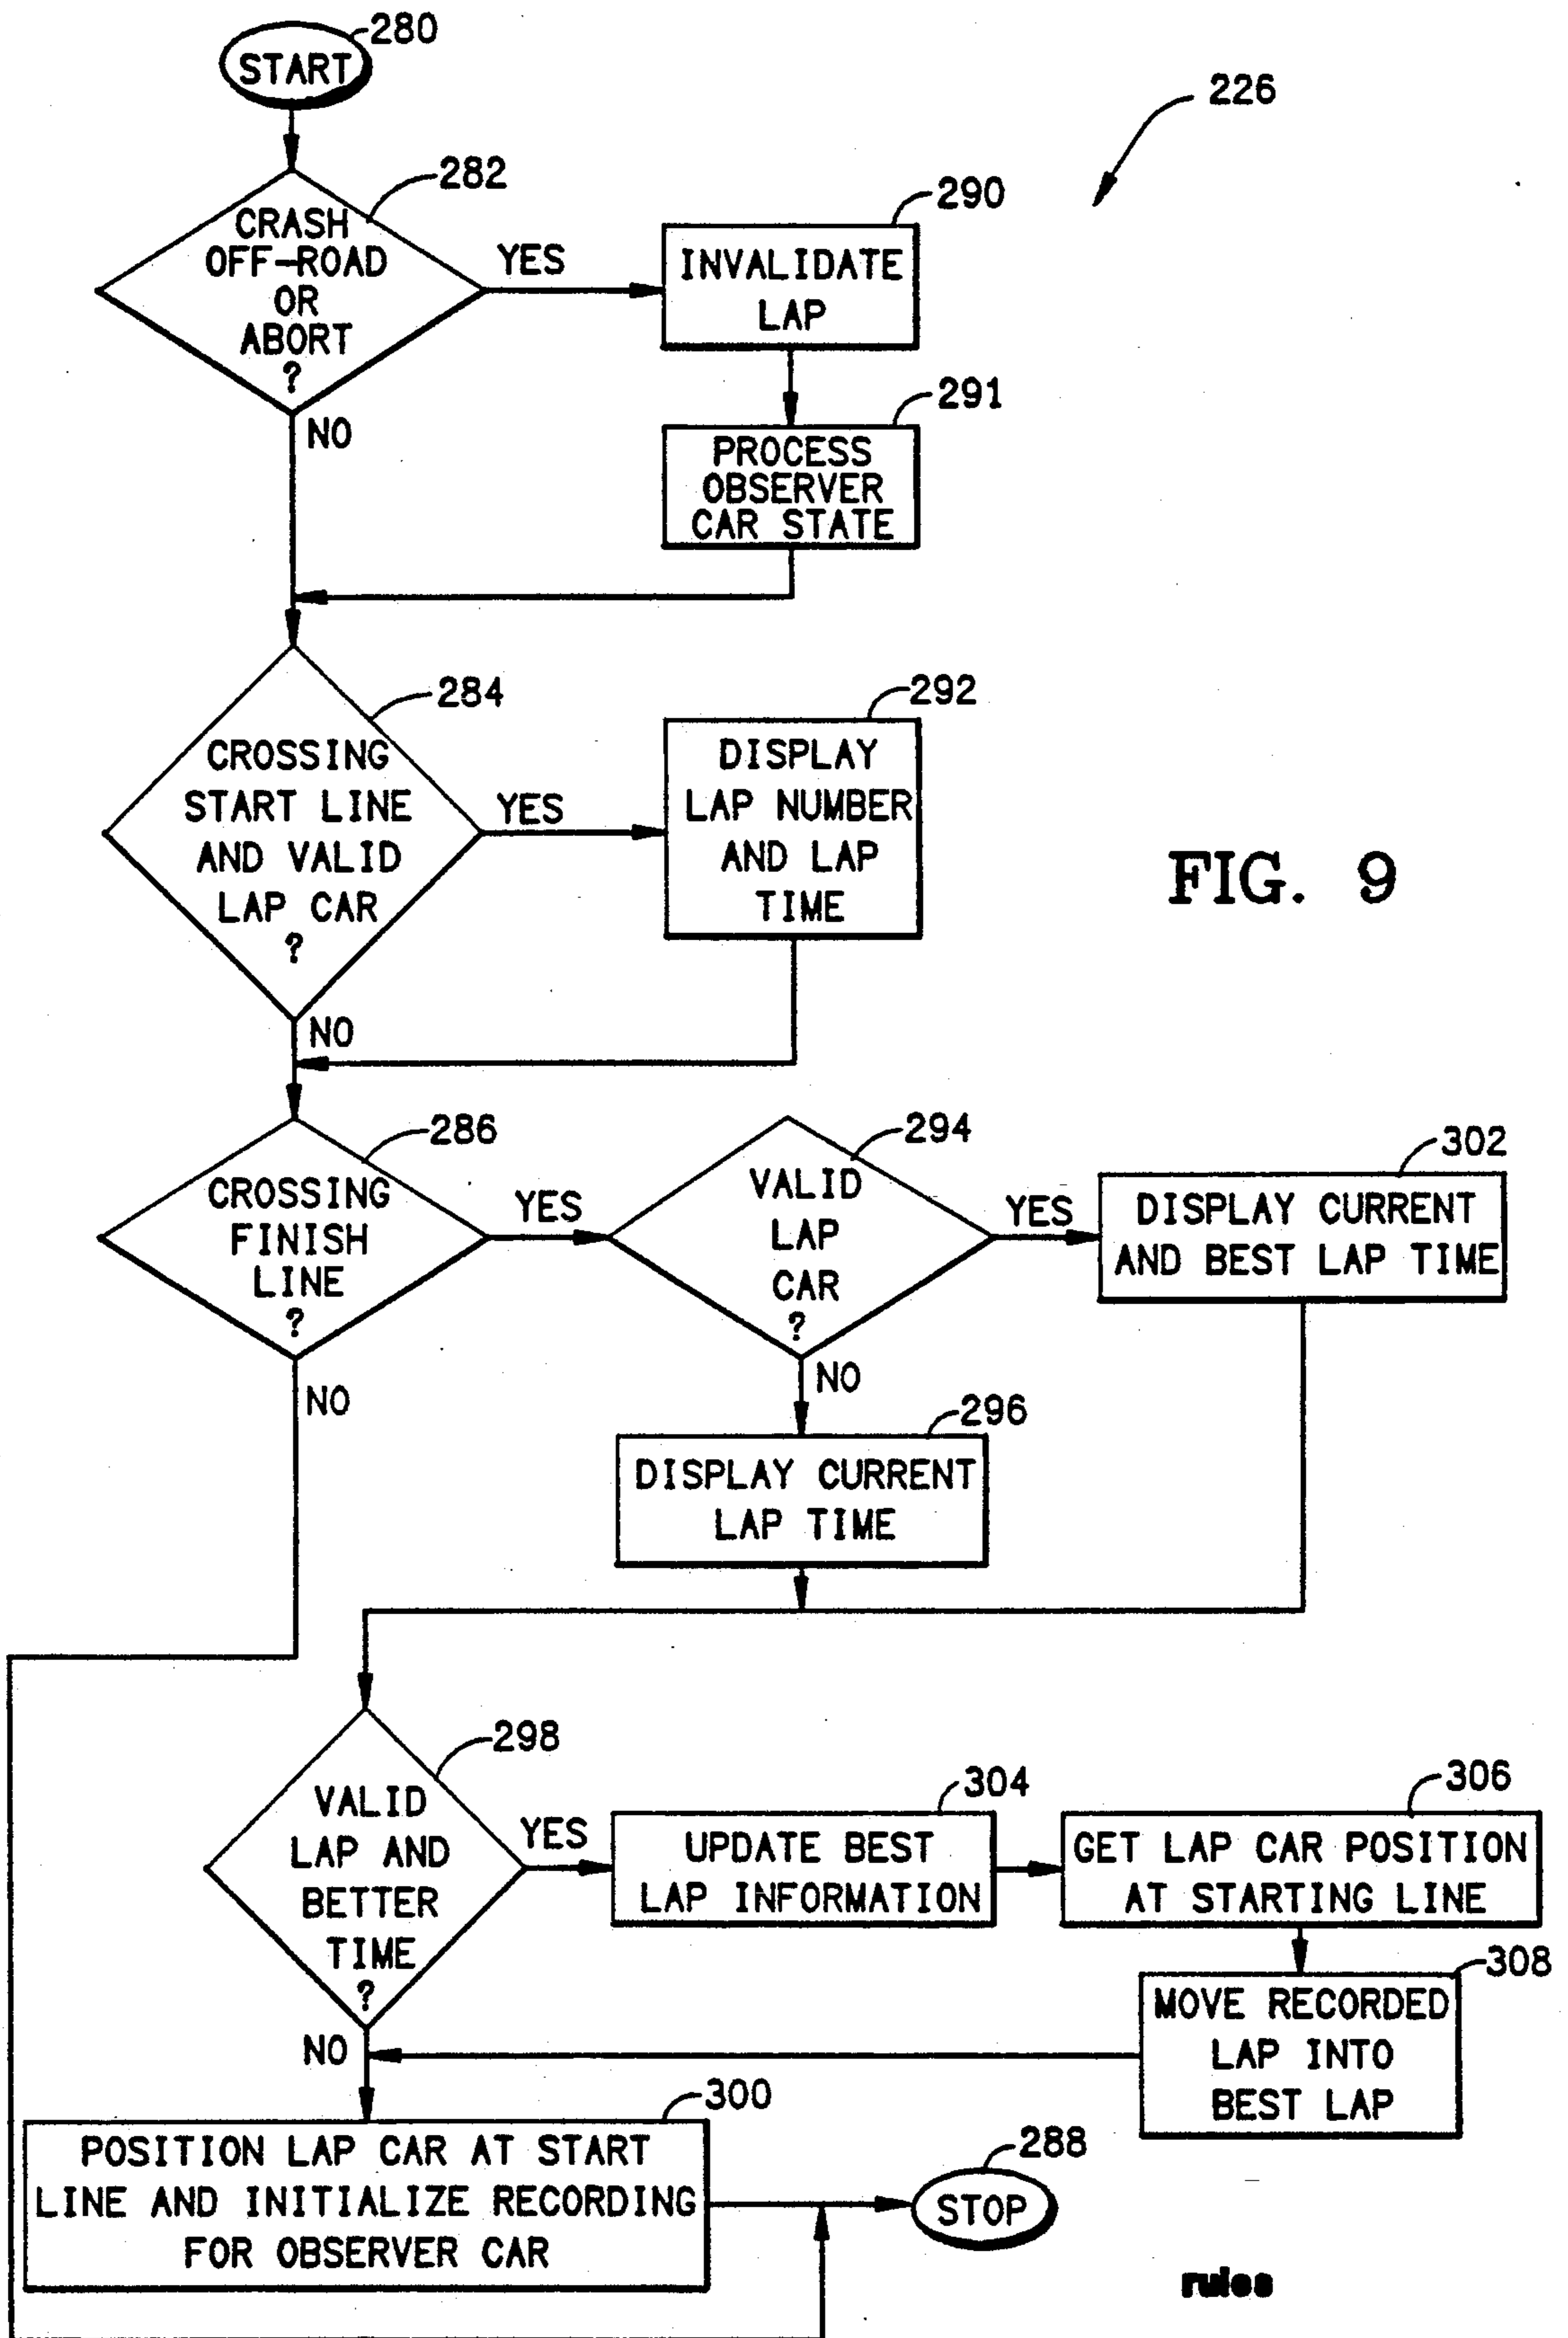 280
START
226
282
CRASH
OFF-ROAD
OR
ABORT
?
YES
NO
290
INVALIDATE
LAP
291
PROCESS
OBSERVER
CAR STATE
284
CROSSING
START LINE
AND VALID
LAP CAR
?
YES
NO
292
DISPLAY
LAP NUMBER
AND LAP
TIME
FIG. 9
286
CROSSING
FINISH
LINE
?
YES
NO
294
VALID
LAP
CAR
?
YES
NO
302
DISPLAY CURRENT
AND BEST LAP TIME
296
DISPLAY CURRENT
LAP TIME
298
VALID
LAP AND
BETTER
TIME
?
YES
NO
304
UPDATE BEST
LAP INFORMATION
306
GET LAP CAR POSITION
AT STARTING LINE
308
MOVE RECORDED
LAP INTO
BEST LAP
300
POSITION LAP CAR AT START
LINE AND INITIALIZE RECORDING
FOR OBSERVER CAR
288
STOP
rules